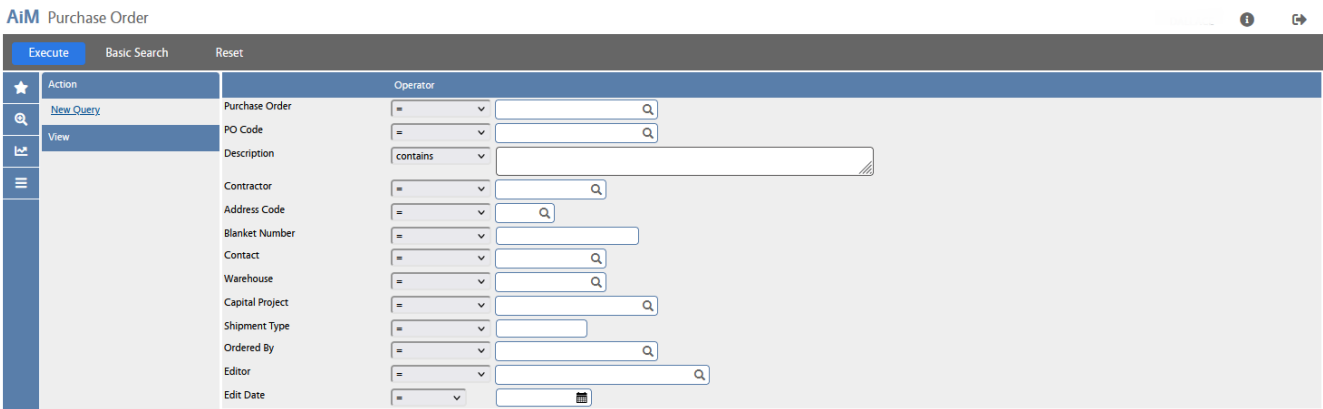 AiM Purchase Order
Execute Basic Search Reset
Action Operator
New Query
View
Purchase Order =
PO Code =
Description contains
Contractor =
Address Code =
Blanket Number =
Contact =
Warehouse =
Capital Project =
Shipment Type =
Ordered By =
Editor =
Edit Date =